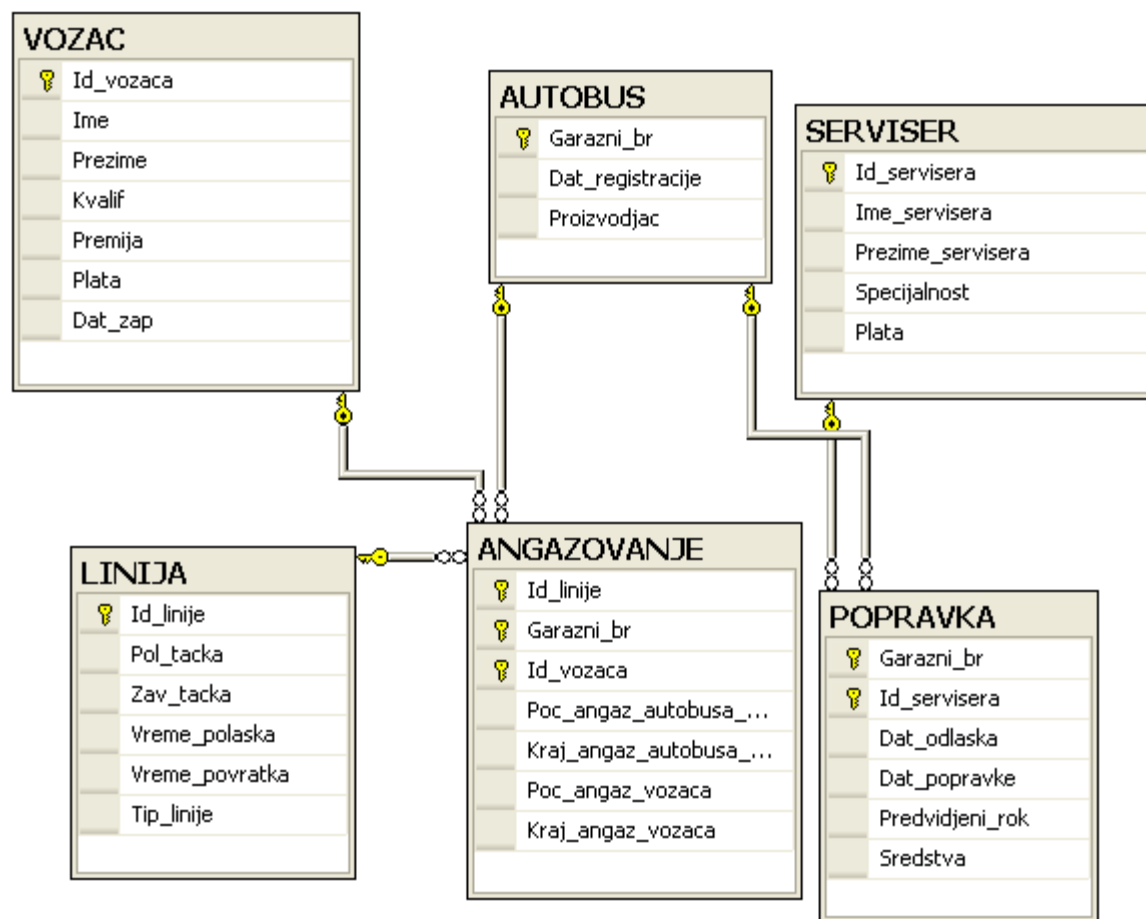 VOZAC
Id_vozaca
Ime
Prezime
Kvalif
Premija
Plata
Dat_zap
AUTOBUS
Garazni_br
Dat_registracije
Proizvodjac
SERVISER
Id_servisera
Ime_servisera
Prezime_servisera
Specijalnost
Plata
LINIJA
Id_linije
Pol_tacka
Zav_tacka
Vreme_polaska
Vreme_povratka
Tip_linije
ANGAZOVANJE
Id_linije
Garazni_br
Id_vozaca
Poc_angaz_autobusa_...
Kraj_angaz_autobusa_...
Poc_angaz_vozaca
Kraj_angaz_vozaca
POPRAVKA
Garazni_br
Id_servisera
Dat_odlaska
Dat_popravke
Predvidjeni_rok
Sredstva